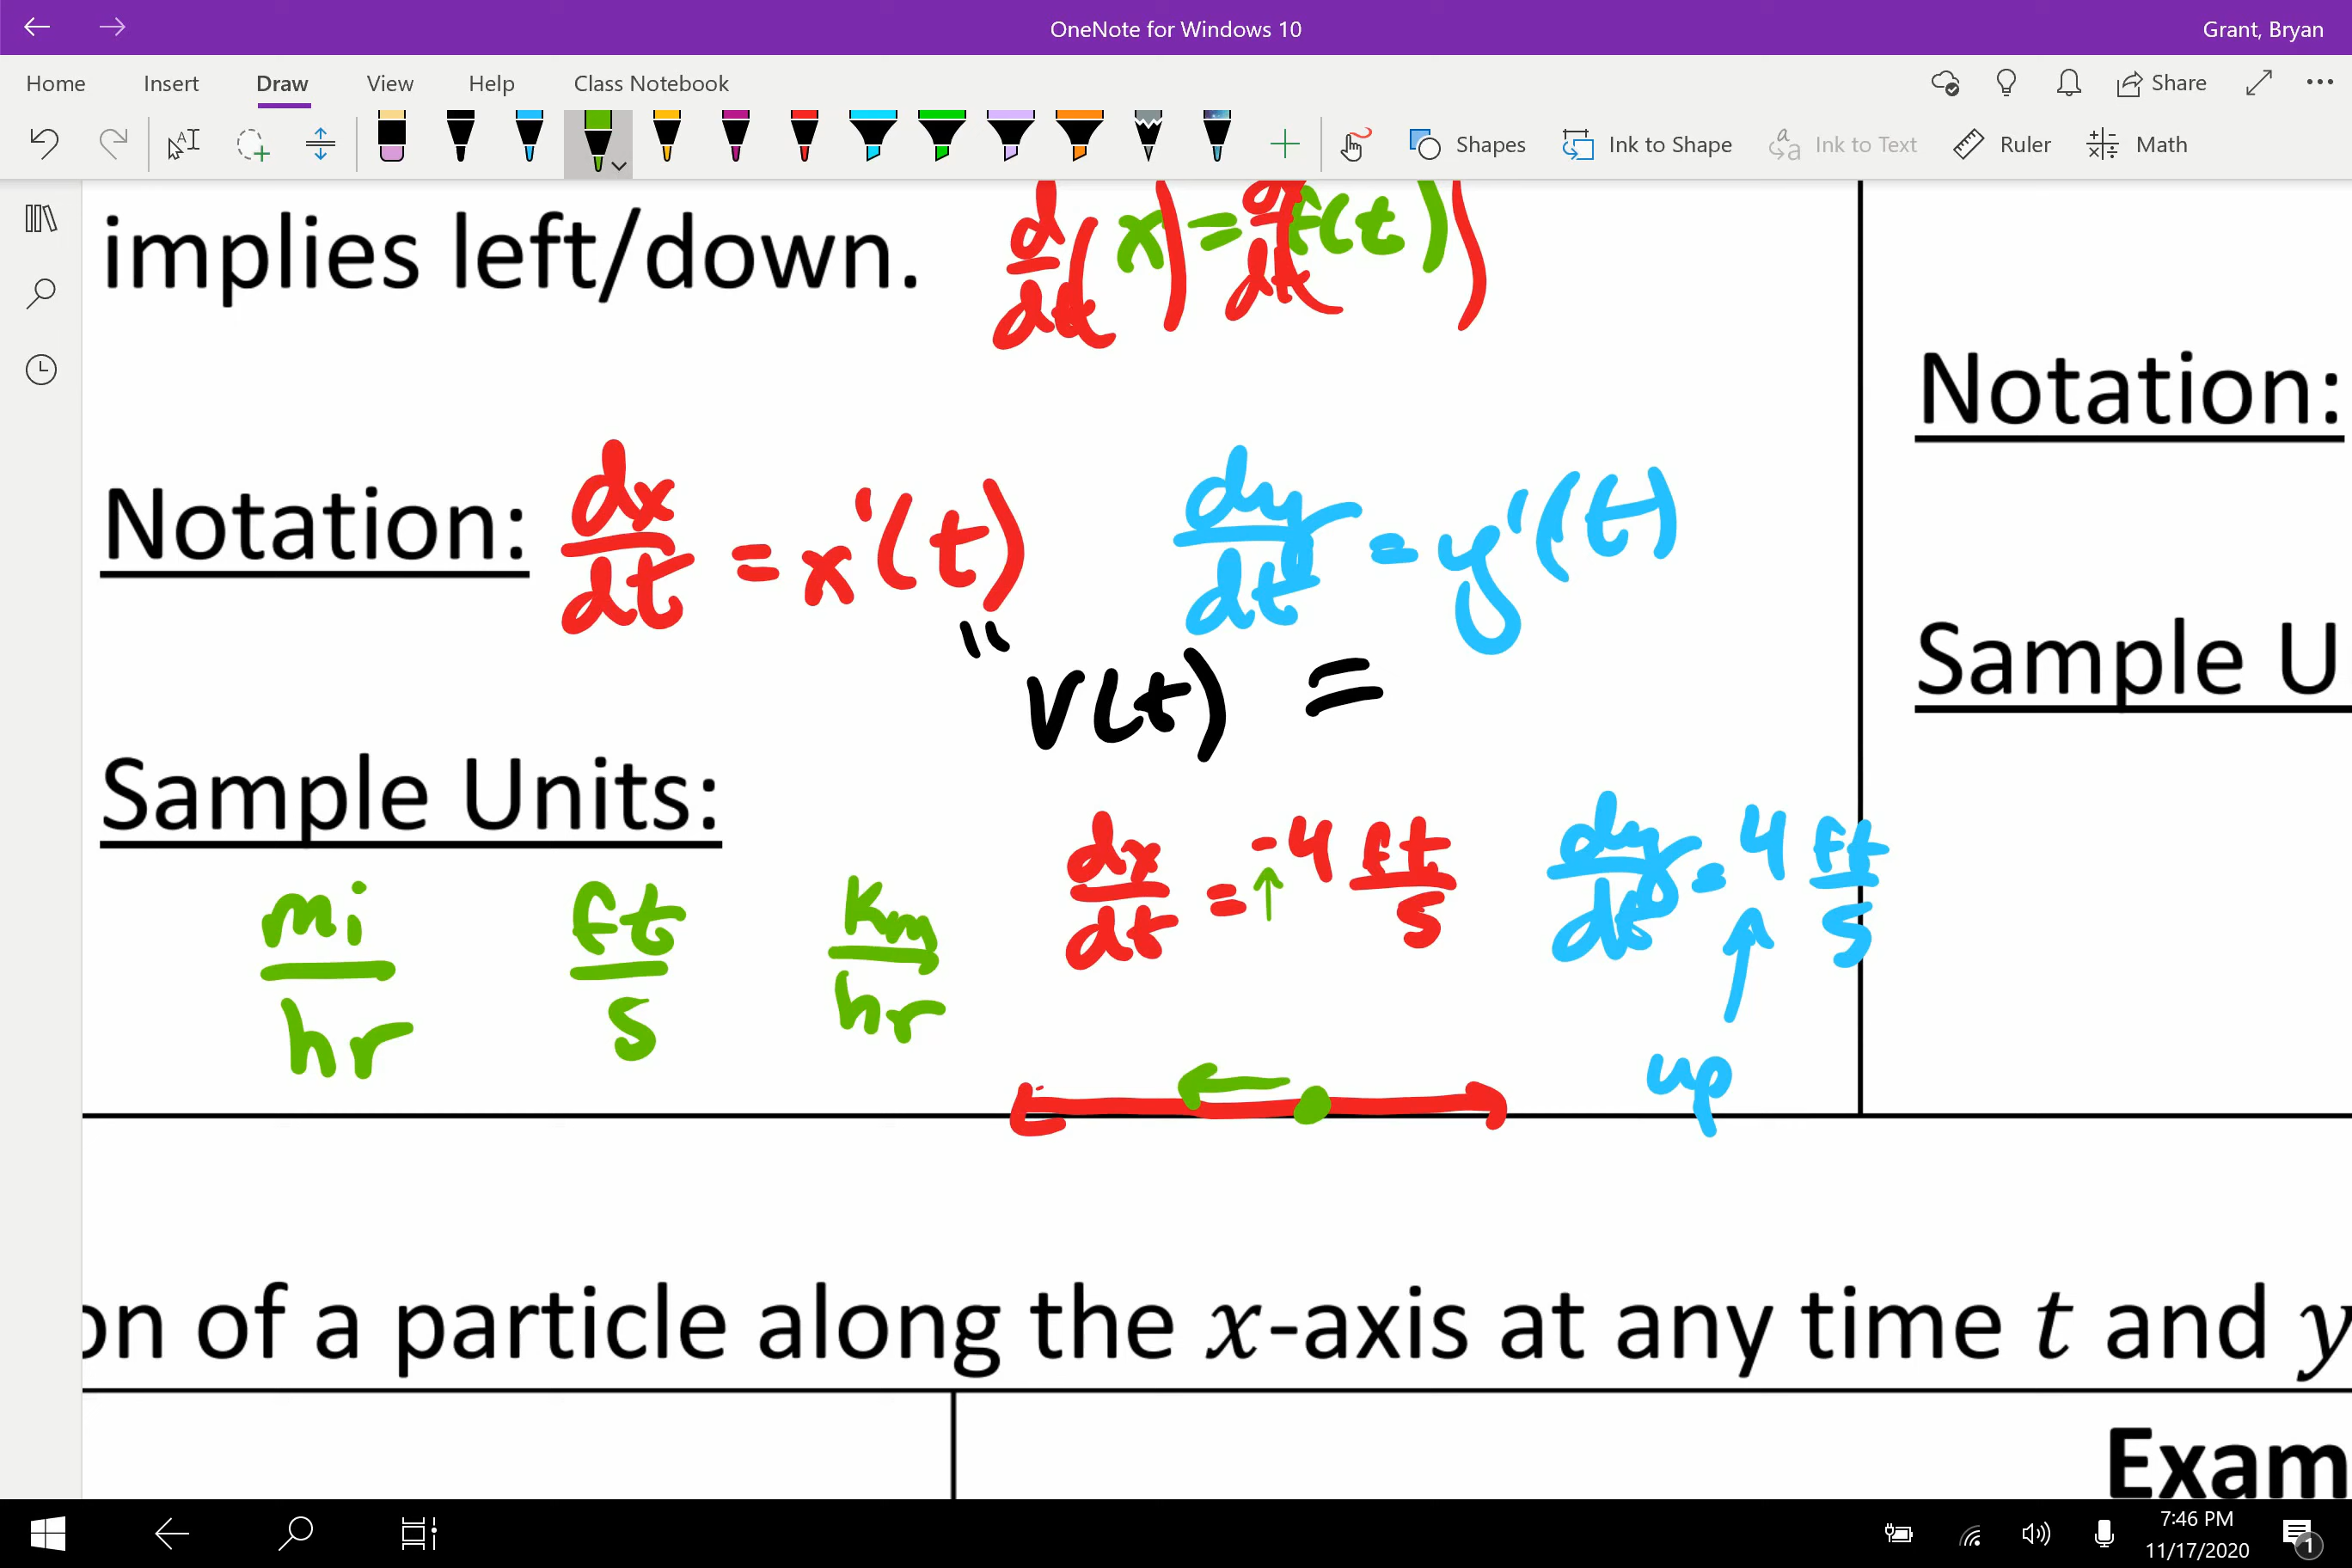 OneNote for Windows 10
Grant, Bryan
Home Insert Draw View Help Class Notebook Share
Shapes Ink to Shape Ink to Text Ruler Math
implies left/down.
d/dt(x) = d/dt(f(t))
Notation: dx/dt = x'(t) dy/dt = y'(t)
Notation:
" v(t) =
Sample U
Sample Units:
mi/hr ft/s km/hr
dx/dt = -4 ft/s dy/dt = 4 ft/s
up
on of a particle along the x-axis at any time t and y
Exam
7:46 PM
11/17/2020
1